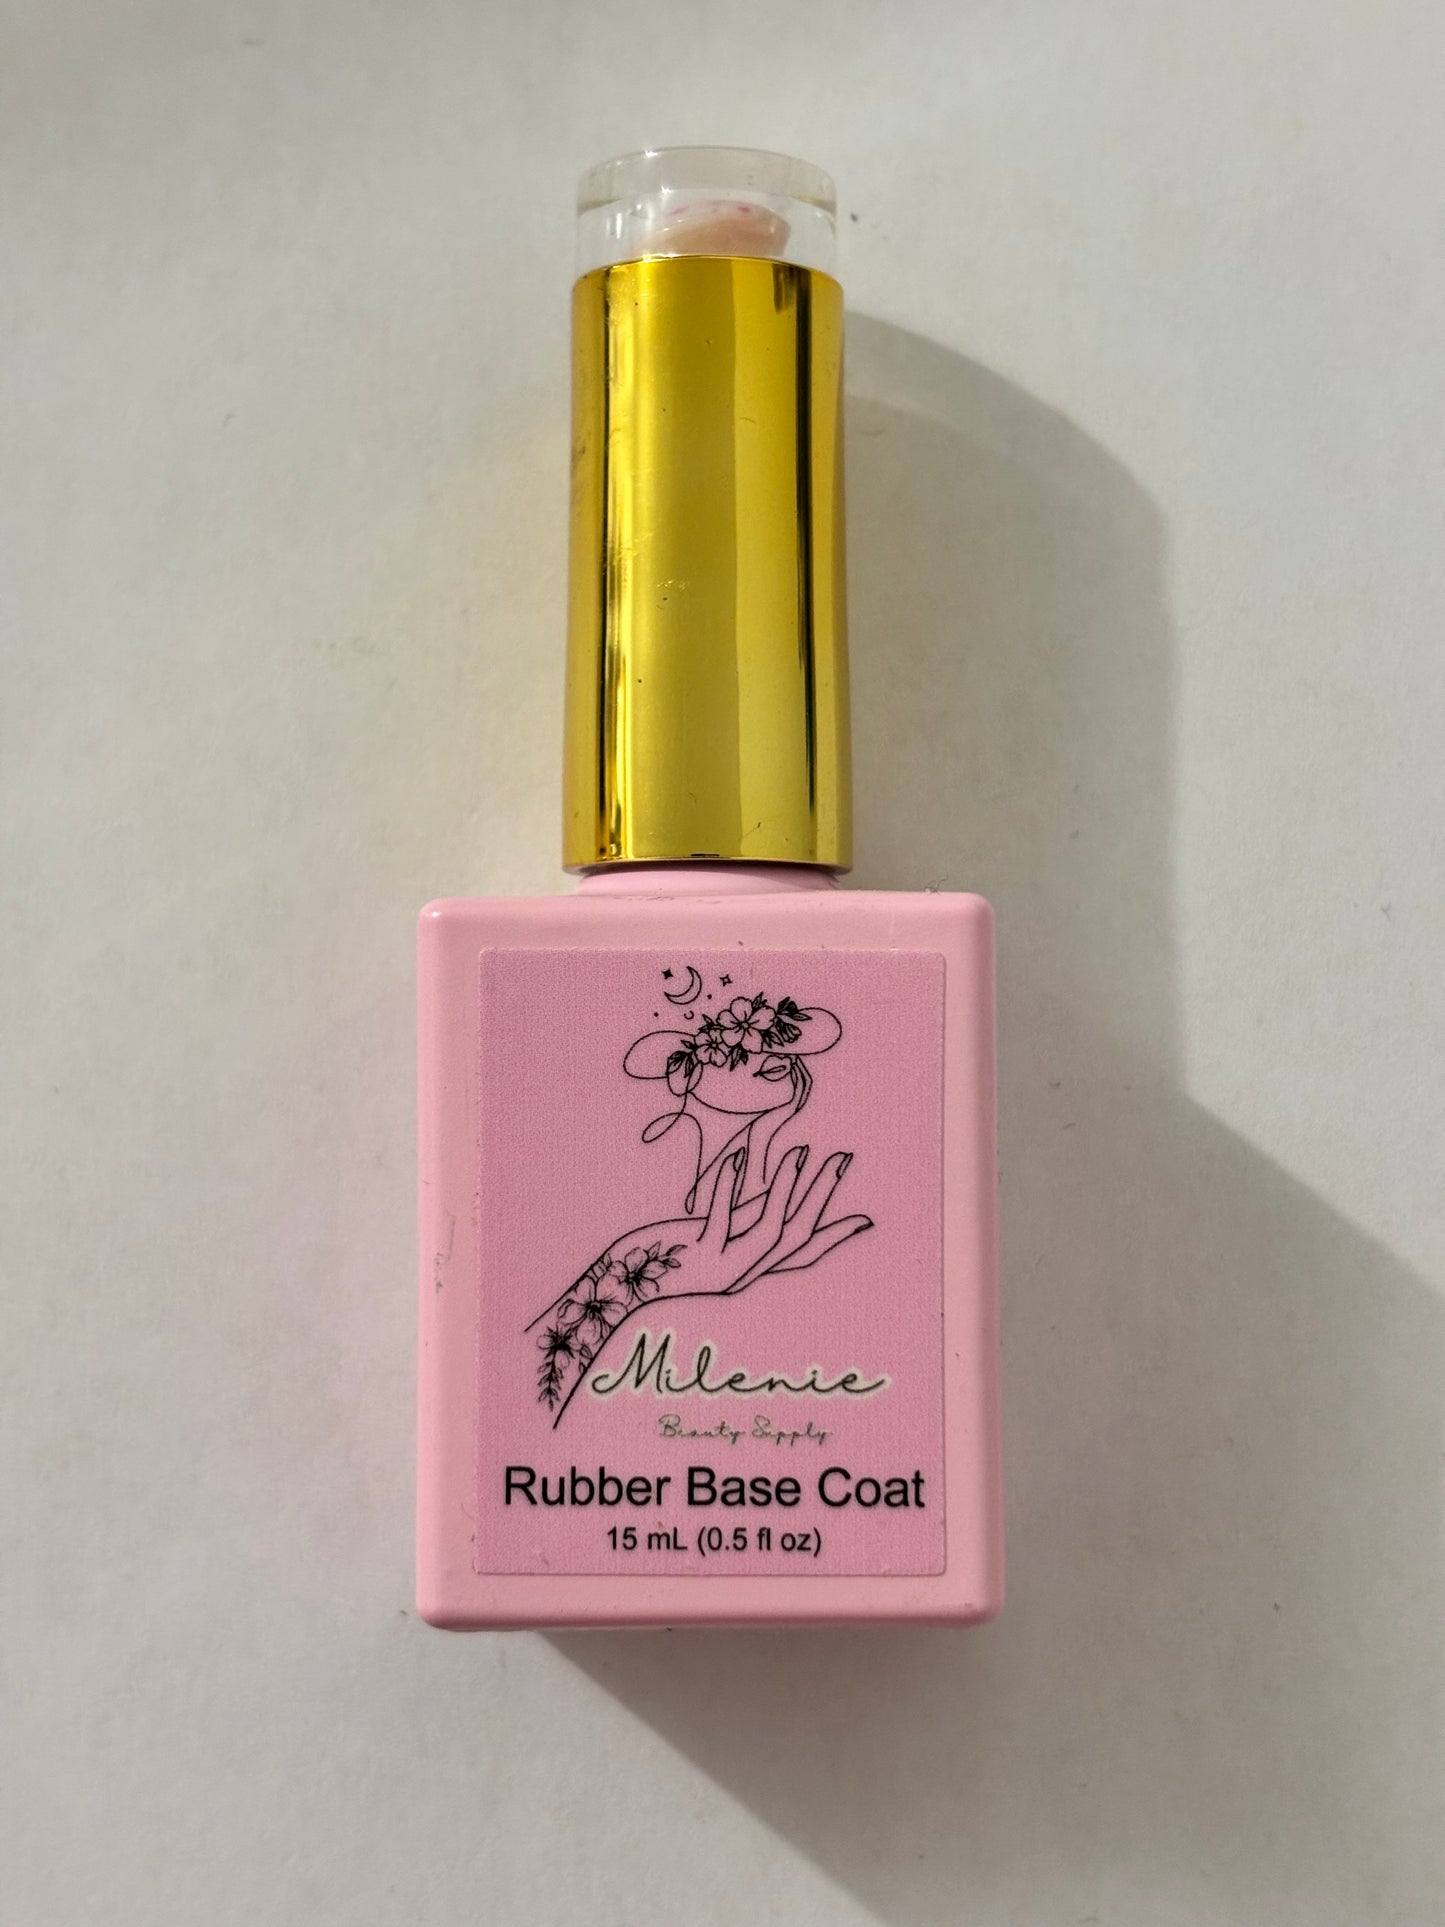 Milenie
Beauty Supply
Rubber Base Coat
15 mL (0.5 fl oz)